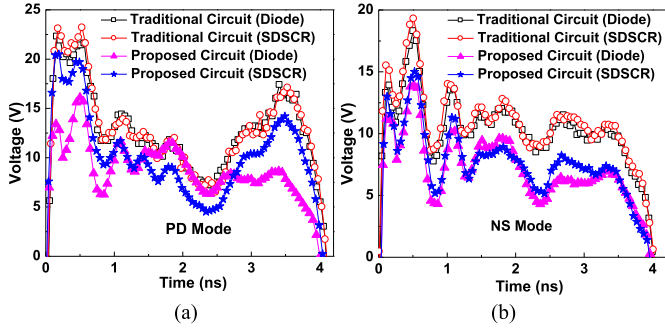 25
20
15
10
5
0
Voltage (V)
Traditional Circuit (Diode)
Traditional Circuit (SDSCR)
Proposed Circuit (Diode)
Proposed Circuit (SDSCR)
PD Mode
0 1 2 3 4
Time (ns)
(a)
20
15
10
5
0
Voltage (V)
Traditional Circuit (Diode)
Traditional Circuit (SDSCR)
Proposed Circuit (Diode)
Proposed Circuit (SDSCR)
NS Mode
0 1 2 3 4
Time (ns)
(b)